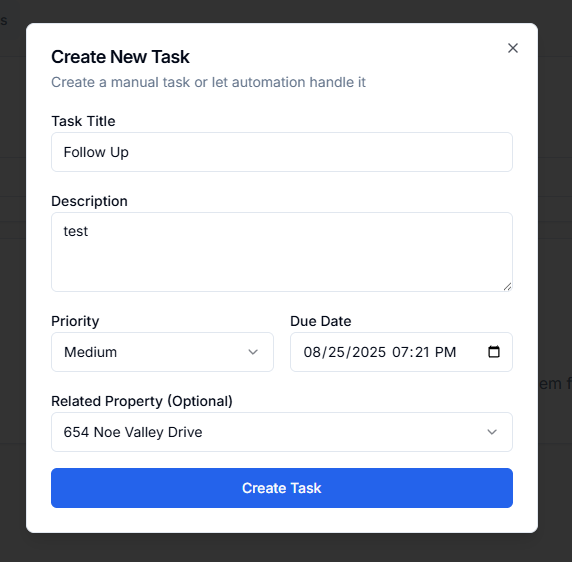 s
Create New Task
Create a manual task or let automation handle it
Task Title
Follow Up
Description
test
Priority
Due Date
Medium
08/25/2025 07:21 PM
em f
Related Property (Optional)
654 Noe Valley Drive
Create Task